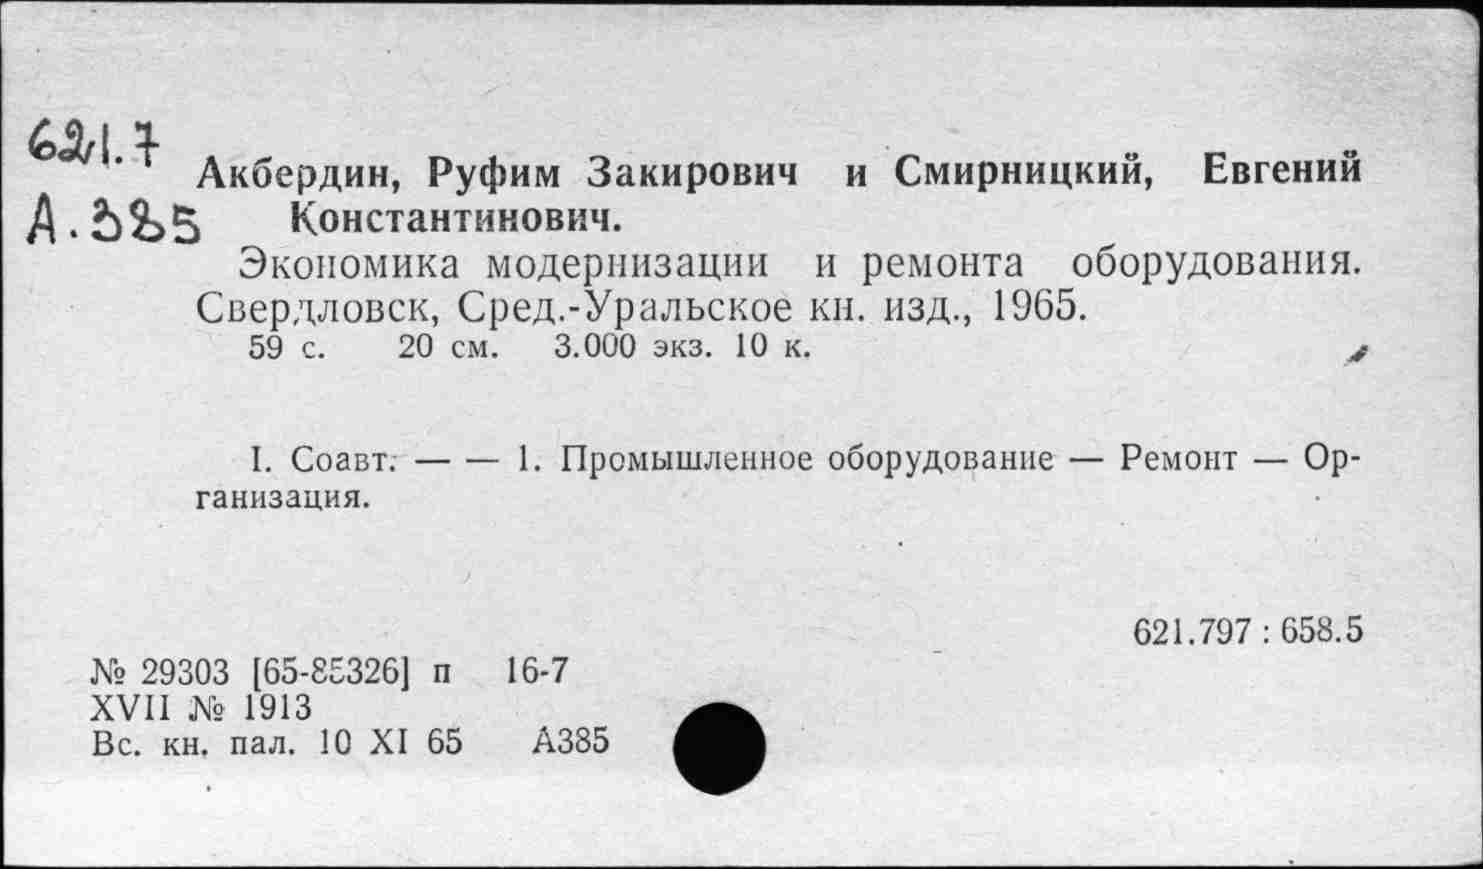 621.7
А.385
Акбердин, Руфим Закирович и Смирницкий, Евгений
Константинович.
Экономика модернизации и ремонта оборудования.
Свердловск, Сред.-Уральское кн. изд., 1965.
59 с. 20 см. 3.000 экз. 10 к.
I. Соавт. — — 1. Промышленное оборудование — Ремонт — Ор-
ганизация.
621.797 : 658.5
№ 29303 [65-85326] п 16-7
XVII № 1913
Вс. кн. пал. 10 XI 65 А385